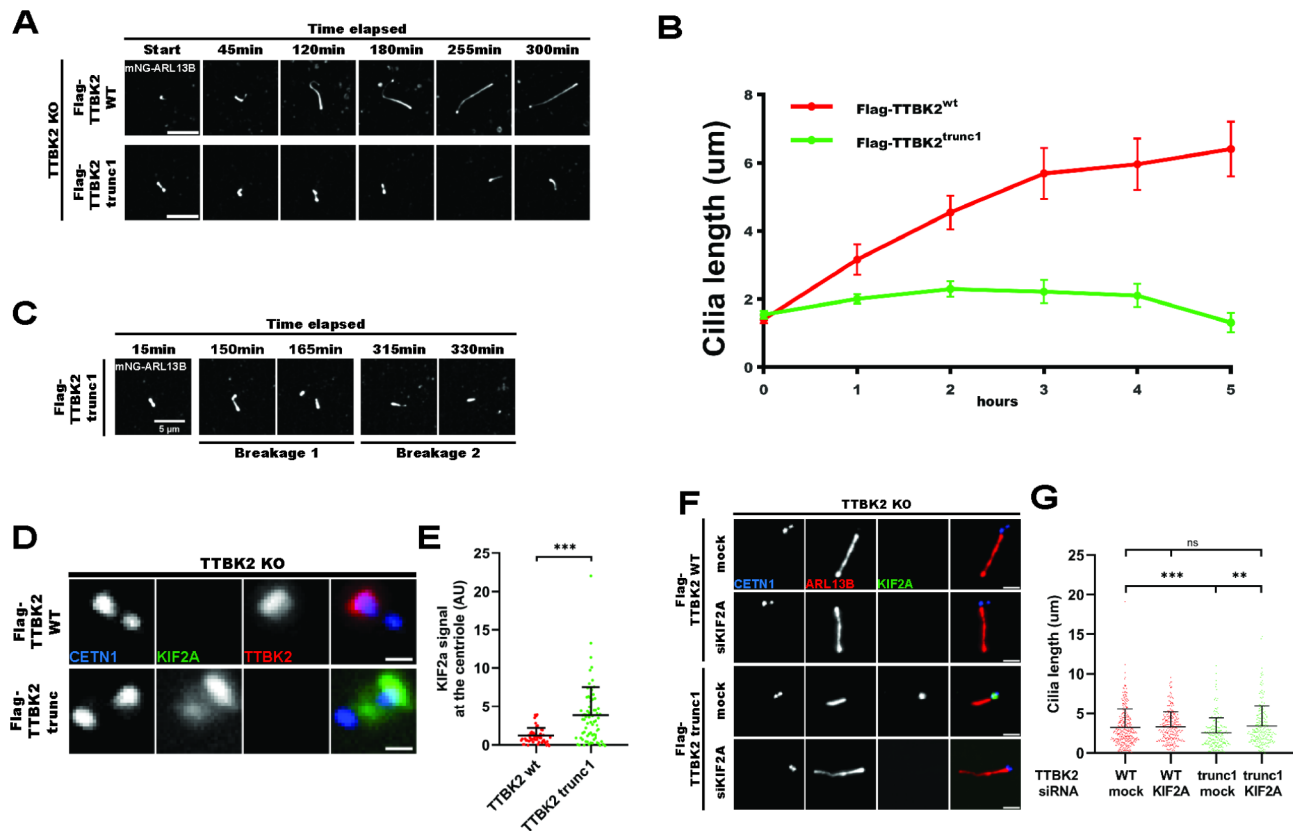 A
Time elapsed
Start 45min 120min 180min 255min 300min
TTBK2 KO
Flag-
TTBK2
WT
mNG-ARL13B
Flag-
TTBK2
trunc1
B
Cilia length (um)
8
6
4
2
0
0 1 2 3 4 5
hours
Flag-TTBK2wt
Flag-TTBK2trunc1
C
Time elapsed
15min 150min 165min 315min 330min
Flag-
TTBK2
trunc1
mNG-ARL13B
5 µm
Breakage 1 Breakage 2
D
TTBK2 KO
Flag-
TTBK2
WT
CETN1 KIF2A TTBK2
Flag-
TTBK2
trunc
E
KIF2a signal
at the centriole (AU)
25
20
15
10
5
0
***
TTBK2 wt
TTBK2 trunc1
F
TTBK2 KO
Flag-
TTBK2 WT
mock
CETN1 ARL13B KIF2A
siKIF2A
Flag-
TTBK2 trunc1
mock
siKIF2A
G
Cilia length (um)
25
20
15
10
5
0
ns
*** **
TTBK2 WT WT trunc1 trunc1
siRNA mock KIF2A mock KIF2A